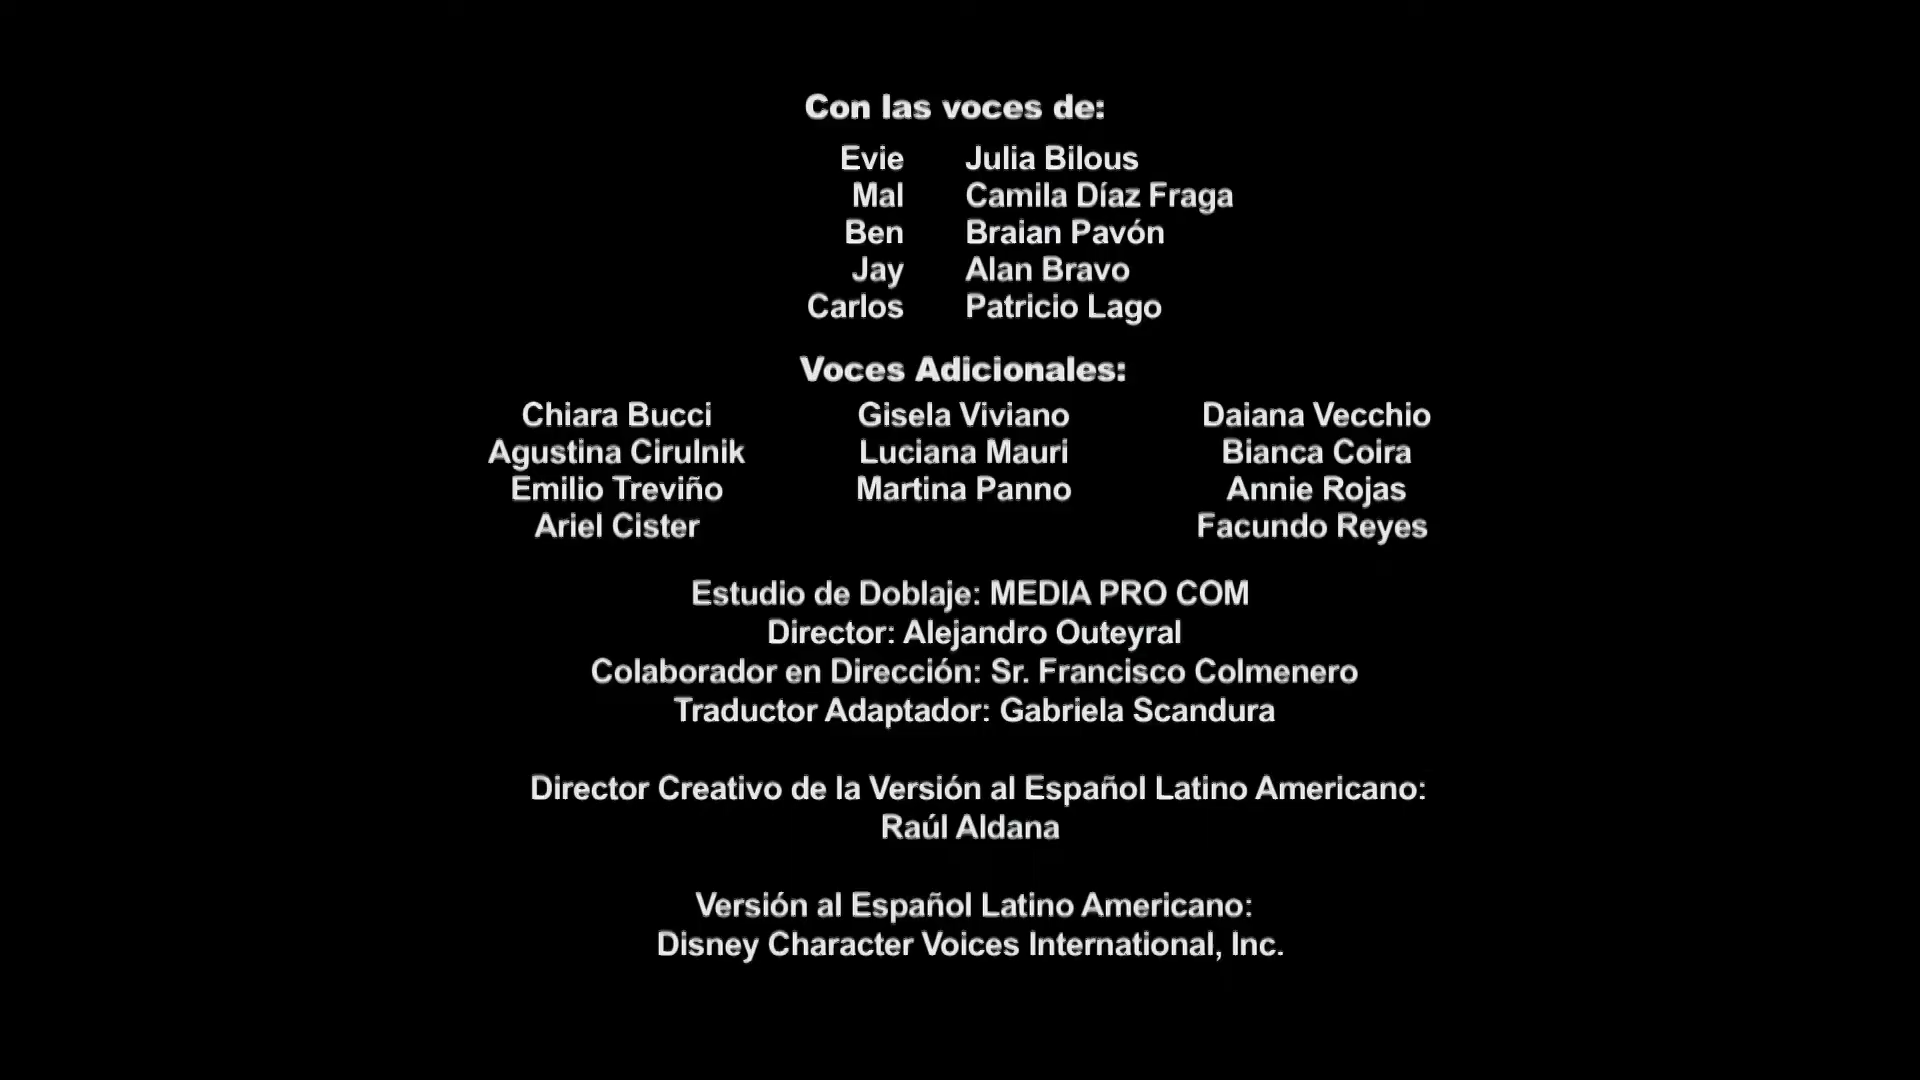 Con las voces de:
Evie Julia Bilous
Mal Camila Díaz Fraga
Ben Braian Pavón
Jay Alan Bravo
Carlos Patricio Lago
Voces Adicionales:
Chiara Bucci Gisela Viviano Daiana Vecchio
Agustina Cirulnik Luciana Mauri Bianca Coira
Emilio Treviño Martina Panno Annie Rojas
Ariel Cister Facundo Reyes
Estudio de Doblaje: MEDIA PRO COM
Director: Alejandro Outeyral
Colaborador en Dirección: Sr. Francisco Colmenero
Traductor Adaptador: Gabriela Scandura
Director Creativo de la Versión al Español Latino Americano:
Raúl Aldana
Versión al Español Latino Americano:
Disney Character Voices International, Inc.